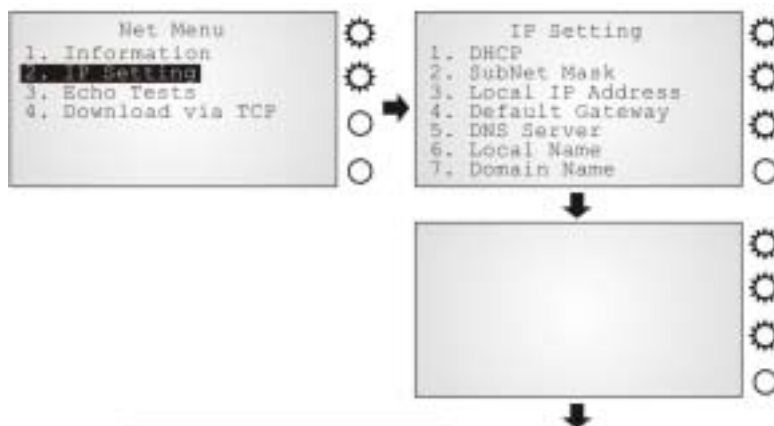 Net Menu
1. Information
2. IP Setting
3. Echo Tests
4. Download via TCP
IP Setting
1. DHCP
2. SubNet Mask
3. Local IP Address
4. Default Gateway
5. DNS Server
6. Local Name
7. Domain Name